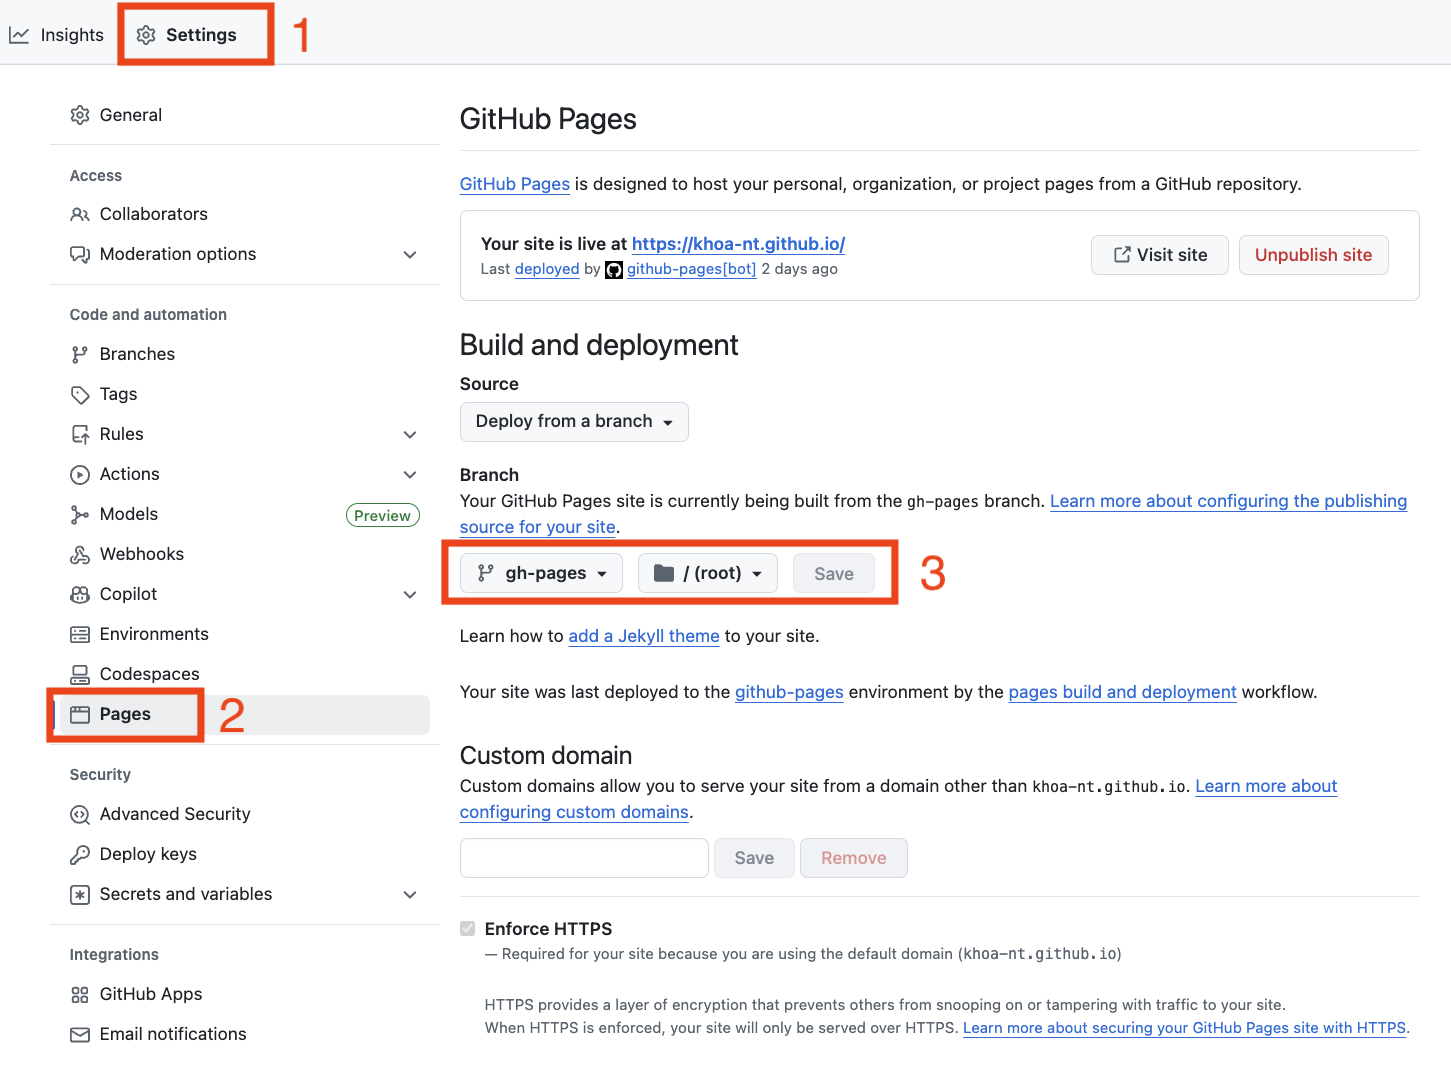 Insights
Settings
1
General
Access
Collaborators
Moderation options
Code and automation
Branches
Tags
Rules
Actions
Models
Preview
Webhooks
Copilot
Environments
Codespaces
Pages
2
Security
Advanced Security
Deploy keys
Secrets and variables
Integrations
GitHub Apps
Email notifications
GitHub Pages
GitHub Pages is designed to host your personal, organization, or project pages from a GitHub repository.
Your site is live at https://khoa-nt.github.io/
Last deployed by github-pages[bot] 2 days ago
Visit site
Unpublish site
Build and deployment
Source
Deploy from a branch
Branch
Your GitHub Pages site is currently being built from the gh-pages branch. Learn more about configuring the publishing
source for your site.
gh-pages
/ (root)
Save
3
Learn how to add a Jekyll theme to your site.
Your site was last deployed to the github-pages environment by the pages build and deployment workflow.
Custom domain
Custom domains allow you to serve your site from a domain other than khoa-nt.github.io. Learn more about
configuring custom domains.
Save
Remove
Enforce HTTPS
— Required for your site because you are using the default domain (khoa-nt.github.io)
HTTPS provides a layer of encryption that prevents others from snooping on or tampering with traffic to your site.
When HTTPS is enforced, your site will only be served over HTTPS. Learn more about securing your GitHub Pages site with HTTPS.